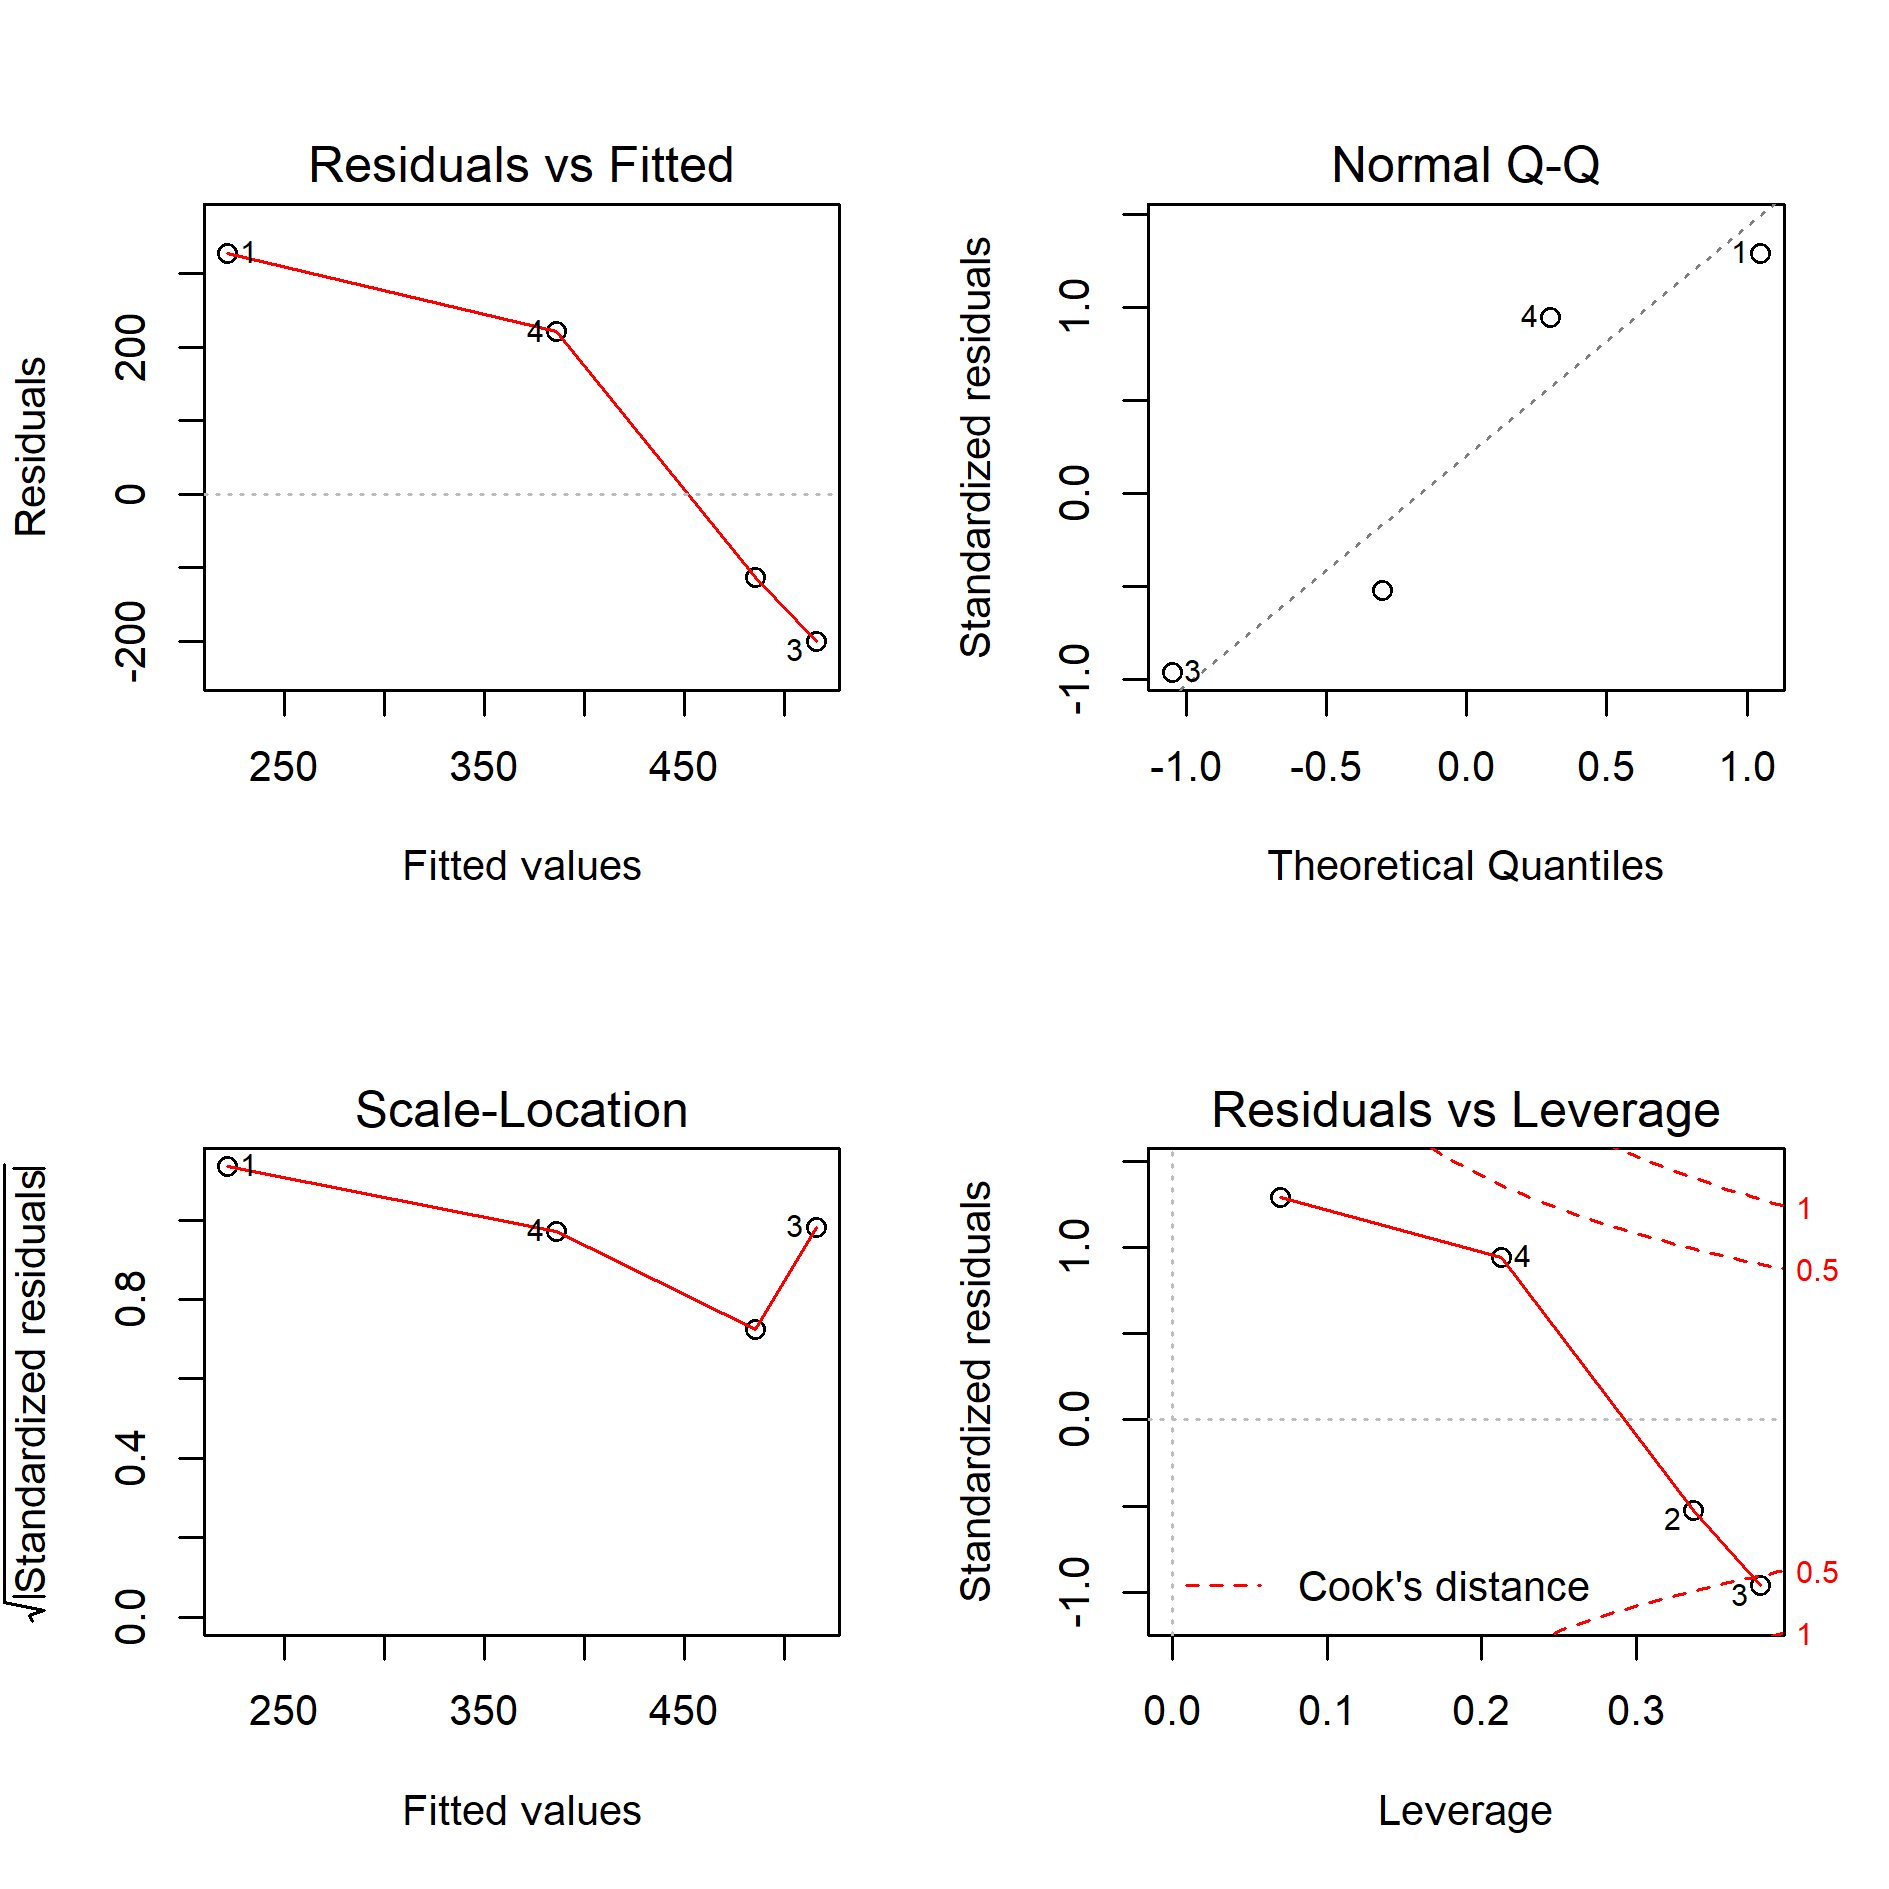 Residuals vs Fitted
Residuals
-200 0 200
1
4
3
250 350 450
Fitted values
Normal Q-Q
Standardized residuals
-1.0 0.0 1.0
1
4
3
-1.0 -0.5 0.0 0.5 1.0
Theoretical Quantiles
Scale-Location
√|Standardized residuals|
0.0 0.4 0.8
1
4
3
250 350 450
Fitted values
Residuals vs Leverage
Standardized residuals
-1.0 0.0 1.0
1
0.5
4
2
3
0.5
1
Cook's distance
0.0 0.1 0.2 0.3
Leverage